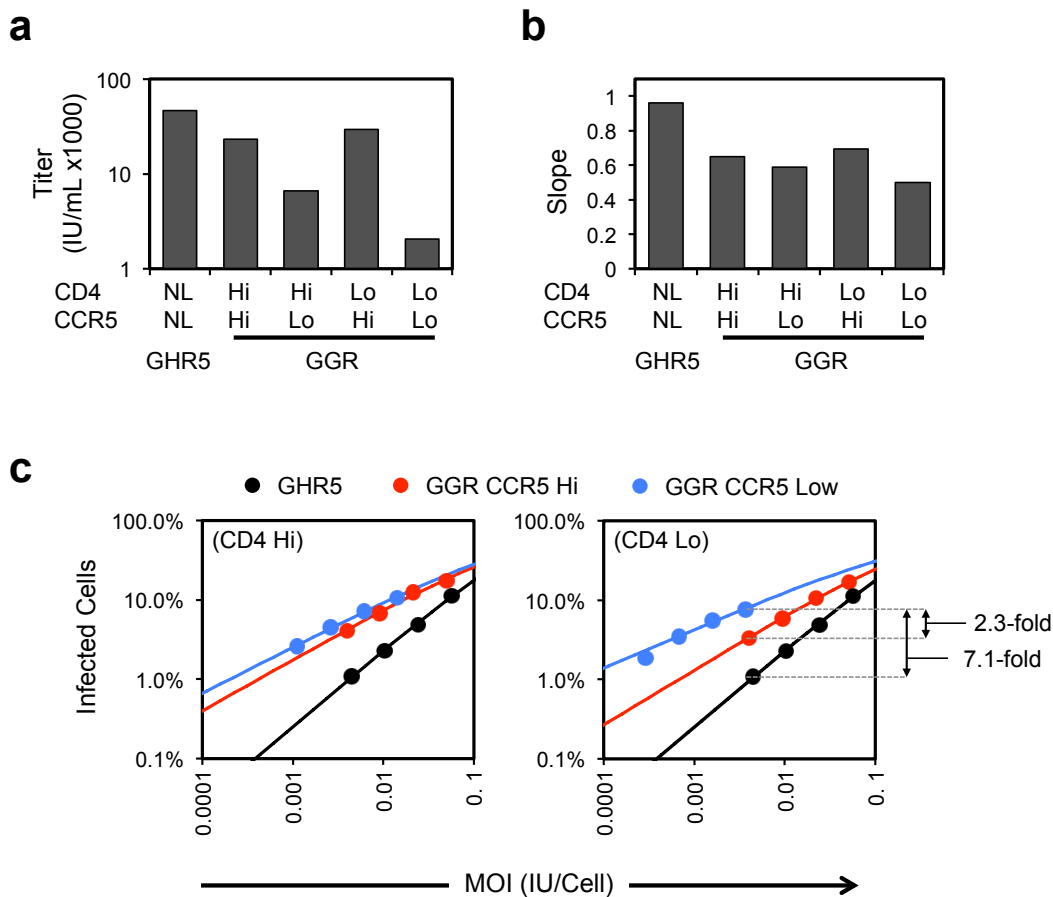 a
Titer
(IU/mL x1000)
100
10
1
CD4 NL Hi Hi Lo Lo
CCR5 NL Hi Lo Hi Lo
GHR5 GGR
b
Slope
1
0.8
0.6
0.4
0.2
0
CD4 NL Hi Hi Lo Lo
CCR5 NL Hi Lo Hi Lo
GHR5 GGR
c
GHR5 GGR CCR5 Hi GGR CCR5 Low
Infected Cells
100.0%
10.0%
1.0%
0.1%
(CD4 Hi)
0.0001 0.001 0.01 0. 1
100.0%
10.0%
1.0%
0.1%
(CD4 Lo)
2.3-fold
7.1-fold
0.0001 0.001 0.01 0. 1
MOI (IU/Cell)